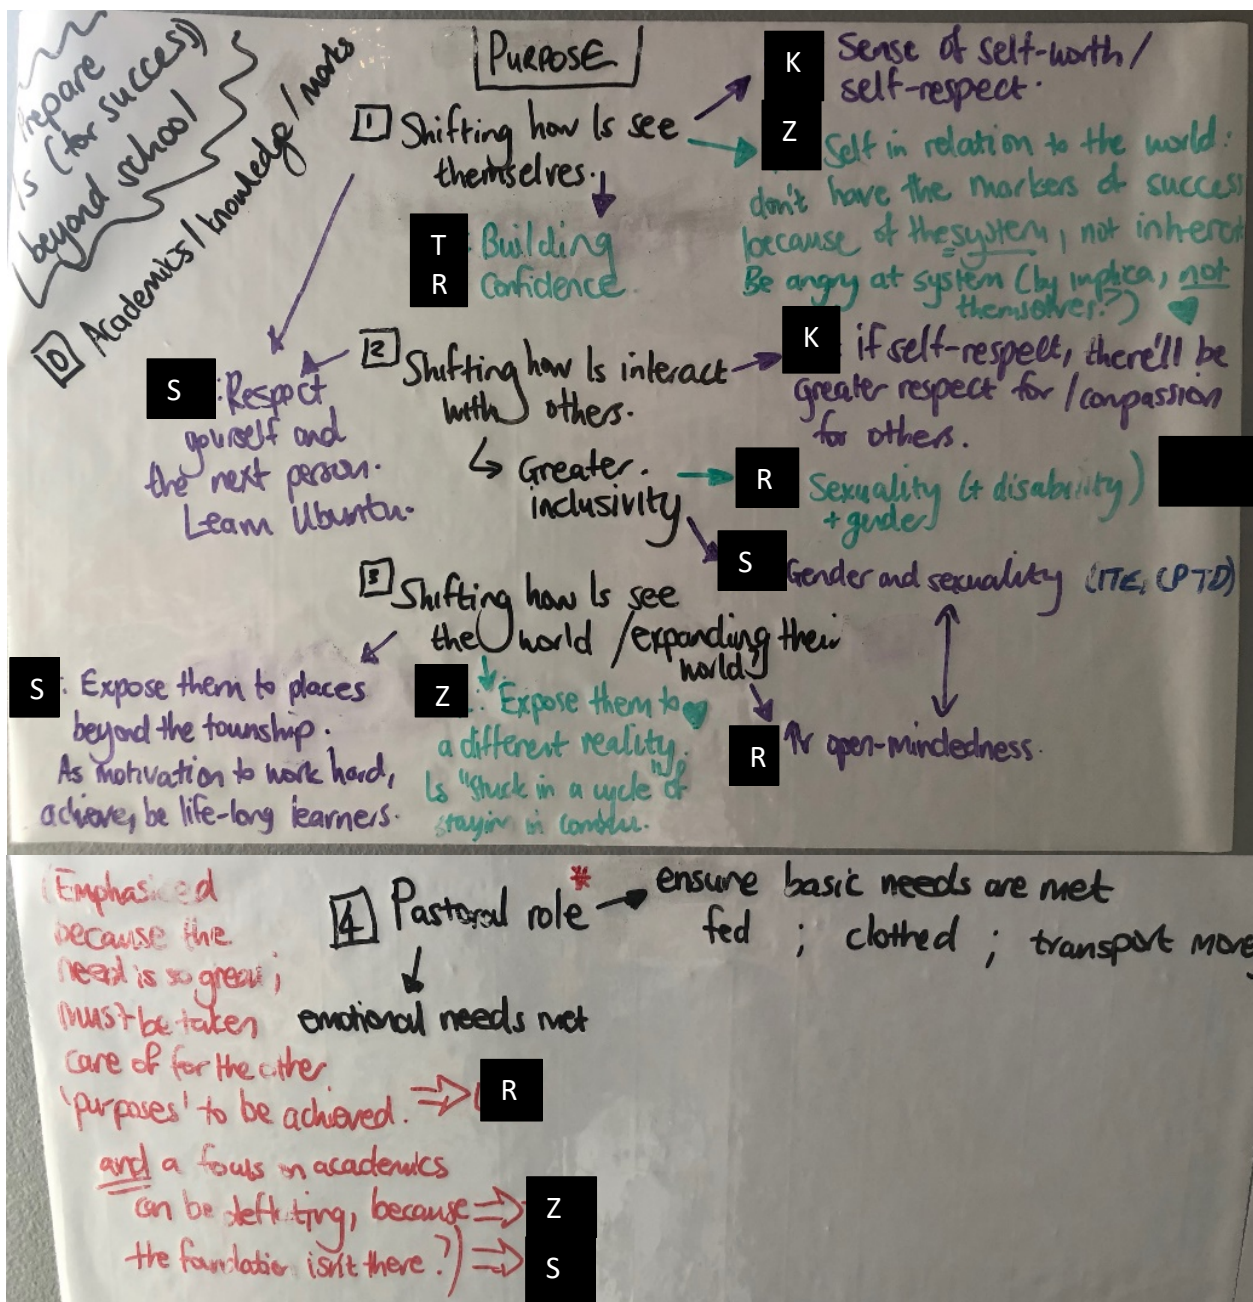 Prepare
ls (for success)
beyond school
0 Academics/knowledge/marks
PURPOSE
1 Shifting how ls see
themselves.
K Sense of self-worth/
self-respect.
Z Self in relation to the world:
don't have the markers of success
because of the system, not inherent
Be angry at system (by implica, not
themselves?)
T : Building
R Confidence
2 Shifting how ls interact
with others.
K : if self-respect, there'll be
greater respect for/compassion
for others.
S : Respect
yourself and
the next person.
Learn Ubuntu.
Greater
inclusivity
R Sexuality (+ disability)
+ gender
S Gender and sexuality (ITE, CPTD)
3 Shifting how ls see
the world/expanding their
world
S : Expose them to places
beyond the township.
As motivation to work hard,
achieve, be life-long learners.
Z : Expose them to
a different reality.
ls "stuck in a cycle" of
staying in
R ↑ open-mindedness.
4 Pastoral role * → ensure basic needs are met
fed ; clothed ; transport money
emotional needs met
(Emphasised
because the
need is so great;
must be taken
care of for the other
'purposes' to be achieved. ⇒ R
and a focus on academics
can be because ⇒ Z
the foundation isn't there?) ⇒ S